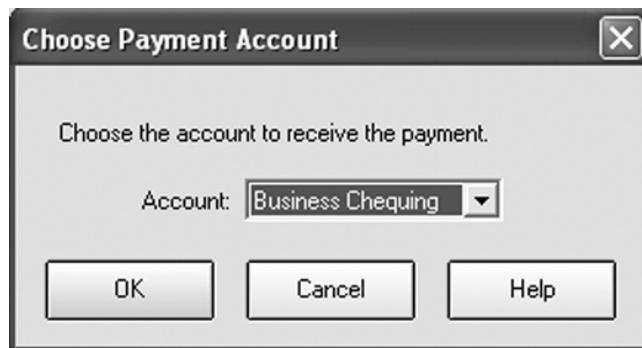 Choose Payment Account
Choose the account to receive the payment.
Account: Business Chequing
OK Cancel Help